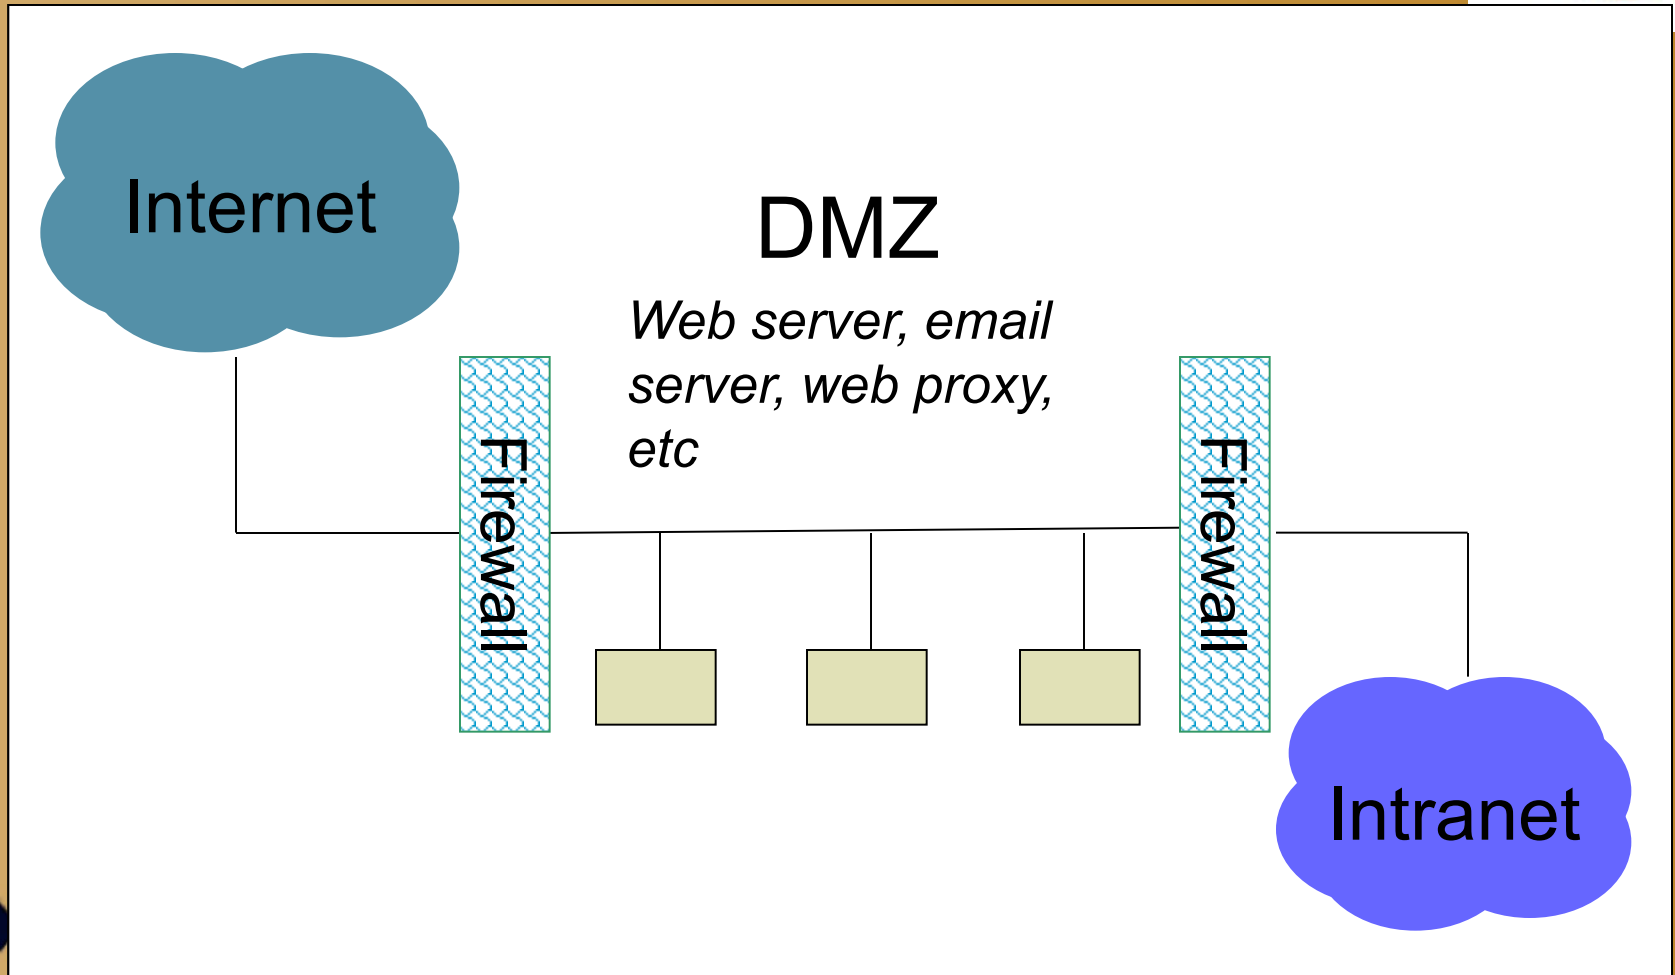 Internet
DMZ
Web server, email
server, web proxy,
etc
Firewall
Firewall
Intranet